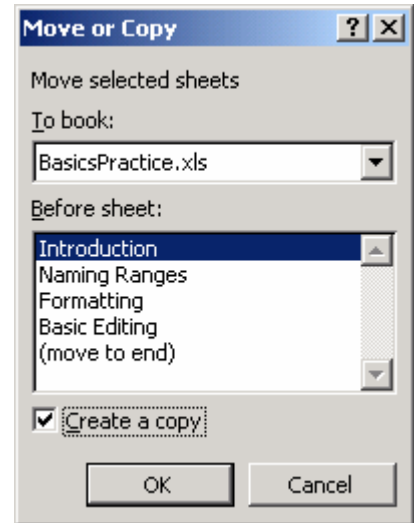 Move or Copy
Move selected sheets
To book:
BasicsPractice.xls
Before sheet:
Introduction
Naming Ranges
Formatting
Basic Editing
(move to end)
Create a copy
OK Cancel